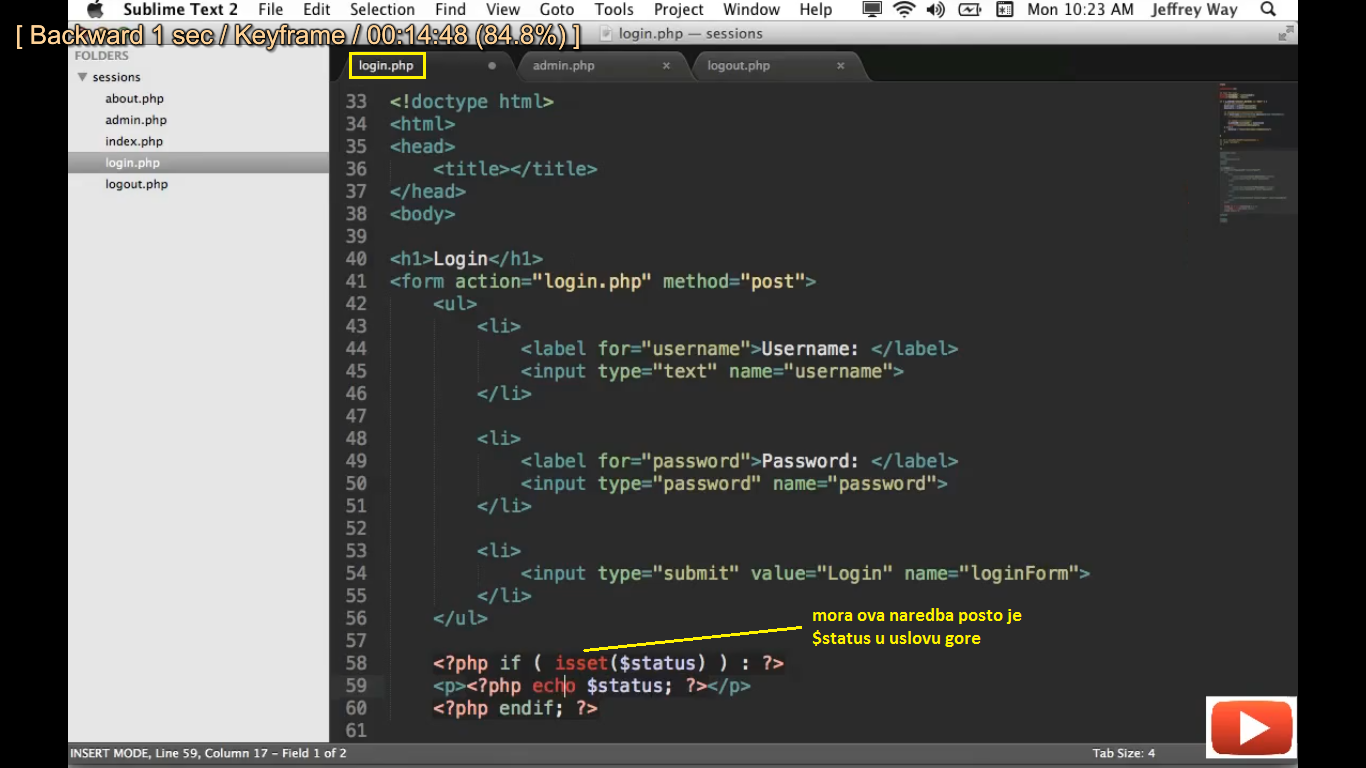 Sublime Text 2 File Edit Selection Find View Goto Tools Project Window Help Mon 10:23 AM Jeffrey Way
[ Backward 1 sec / Keyframe / 00:14:48 (84.8%) ]
login.php — sessions
FOLDERS
sessions
about.php
admin.php
index.php
login.php
logout.php
login.php admin.php logout.php
33 <!doctype html>
34 <html>
35 <head>
36 <title></title>
37 </head>
38 <body>
39
40 <h1>Login</h1>
41 <form action="login.php" method="post">
42 <ul>
43 <li>
44 <label for="username">Username: </label>
45 <input type="text" name="username">
46 </li>
47
48 <li>
49 <label for="password">Password: </label>
50 <input type="password" name="password">
51 </li>
52
53 <li>
54 <input type="submit" value="Login" name="loginForm">
55 </li>
56 </ul>
57
58 <?php if ( isset($status) ) : ?>
59 <p><?php echo $status; ?></p>
60 <?php endif; ?>
61
mora ova naredba posto je
$status u uslovu gore
INSERT MODE, Line 59, Column 17 - Field 1 of 2 Tab Size: 4